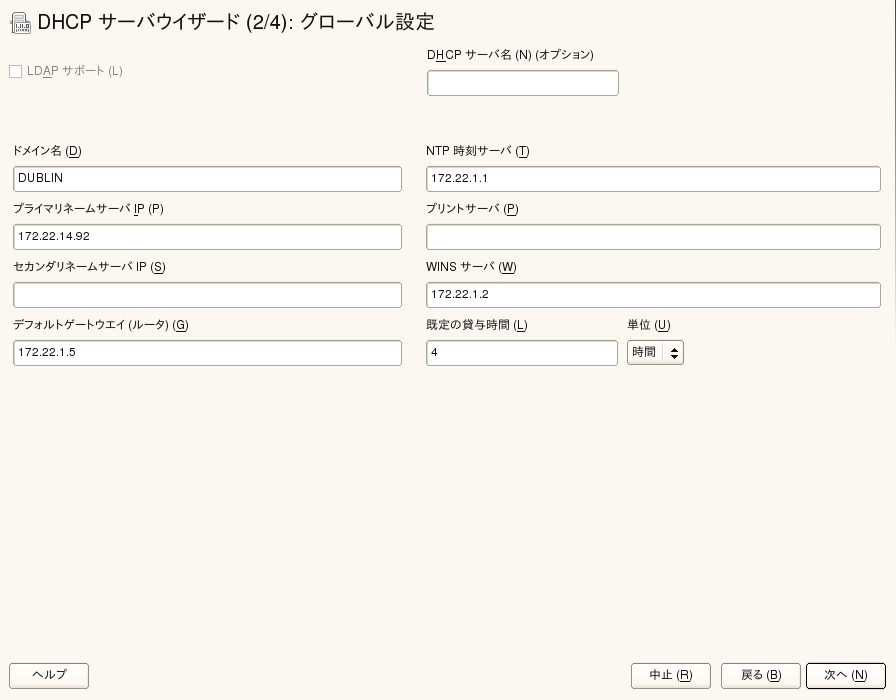 DHCP サーバウイザード (2/4): グローバル設定
LDAP サポート (L)
DHCP サーバ名 (N) (オプション)
ドメイン名 (D)
NTP 時刻サーバ (T)
DUBLIN
172.22.1.1
プライマリネームサーバ IP (P)
プリントサーバ (P)
172.22.14.92
セカンダリネームサーバ IP (S)
WINS サーバ (W)
172.22.1.2
デフォルトゲートウエイ (ルータ) (G)
既定の貸与時間 (L)
単位 (U)
172.22.1.5
4
時間
ヘルプ
中止 (R)
戻る (B)
次へ (N)